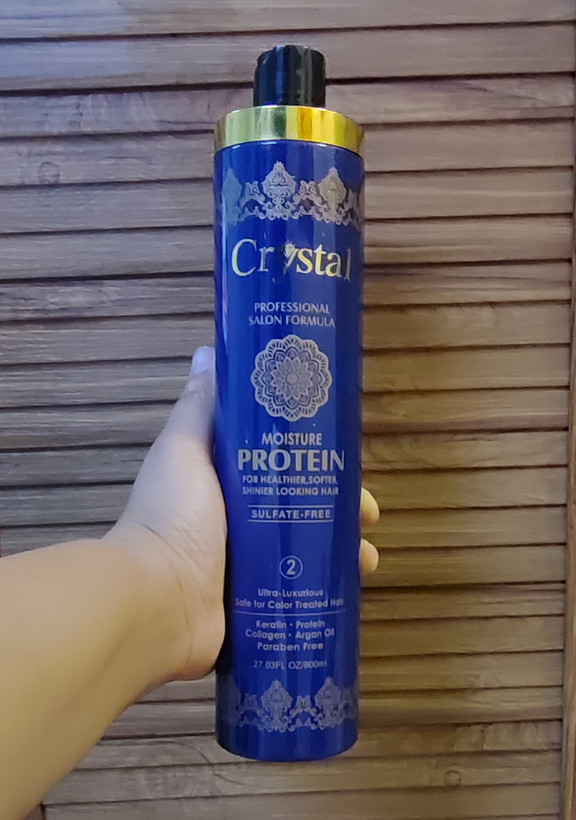 Crystal
PROFESSIONAL
SALON FORMULA
MOISTURE
PROTEIN
FOR HEALTHIER,SOFTER,
SHINIER LOOKING HAIR
SULFATE-FREE
2
Ultra-Luxurious
Safe for Color Treated Hair
Keratin • Protein
Collagen • Argan Oil
Paraben Free
27.03FL OZ/800ml